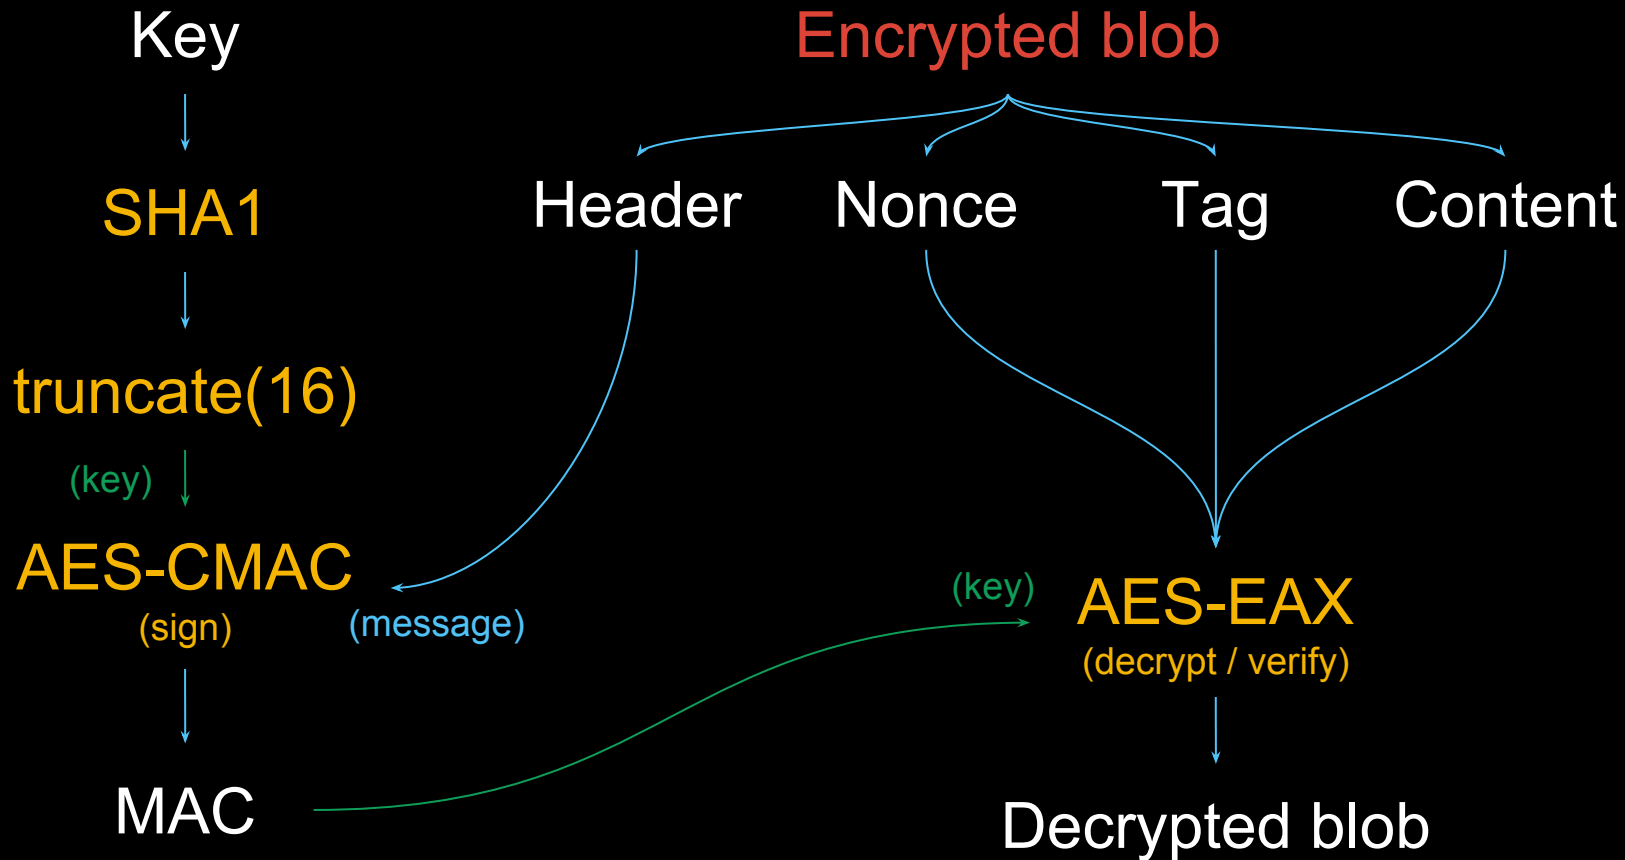 Key
Encrypted blob
SHA1
Header
Nonce
Tag
Content
truncate(16)
(key)
AES-CMAC
(sign)
(message)
(key)
AES-EAX
(decrypt / verify)
MAC
Decrypted blob